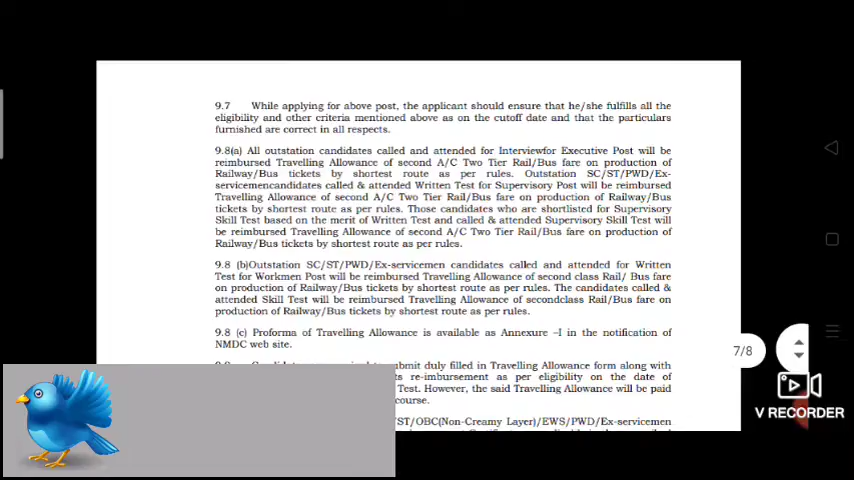 9.7 While applying for above post, the applicant should ensure that he/she fulfills all the
eligibility and other criteria mentioned above as on the cutoff date and that the particulars
furnished are correct in all respects.
9.8(a) All outstation candidates called and attended for Interviewfor Executive Post will be
reimbursed Travelling Allowance of second A/C Two Tier Rail/Bus fare on production of
Railway/Bus tickets by shortest route as per rules. Outstation SC/ST/PWD/Ex-
servicemencandidates called & attended Written Test for Supervisory Post will be reimbursed
Travelling Allowance of second A/C Two Tier Rail/Bus fare on production of Railway/Bus
tickets by shortest route as per rules. Those candidates who are shortlisted for Supervisory
Skill Test based on the merit of Written Test and called & attended Supervisory Skill Test will
be reimbursed Travelling Allowance of second A/C Two Tier Rail/Bus fare on production of
Railway/Bus tickets by shortest route as per rules.
9.8 (b)Outstation SC/ST/PWD/Ex-servicemen candidates called and attended for Written
Test for Workmen Post will be reimbursed Travelling Allowance of second class Rail/ Bus fare
on production of Railway/Bus tickets by shortest route as per rules. The candidates called &
attended Skill Test will be reimbursed Travelling Allowance of secondclass Rail/Bus fare on
production of Railway/Bus tickets by shortest route as per rules.
9.8 (c) Proforma of Travelling Allowance is available as Annexure –I in the notification of
NMDC web site.
7/8
submit duly filled in Travelling Allowance form along with
re-imbursement as per eligibility on the date of
Test. However, the said Travelling Allowance will be paid
course.
V RECORDER
/ST/OBC(Non-Creamy Layer)/EWS/PWD/Ex-servicemen